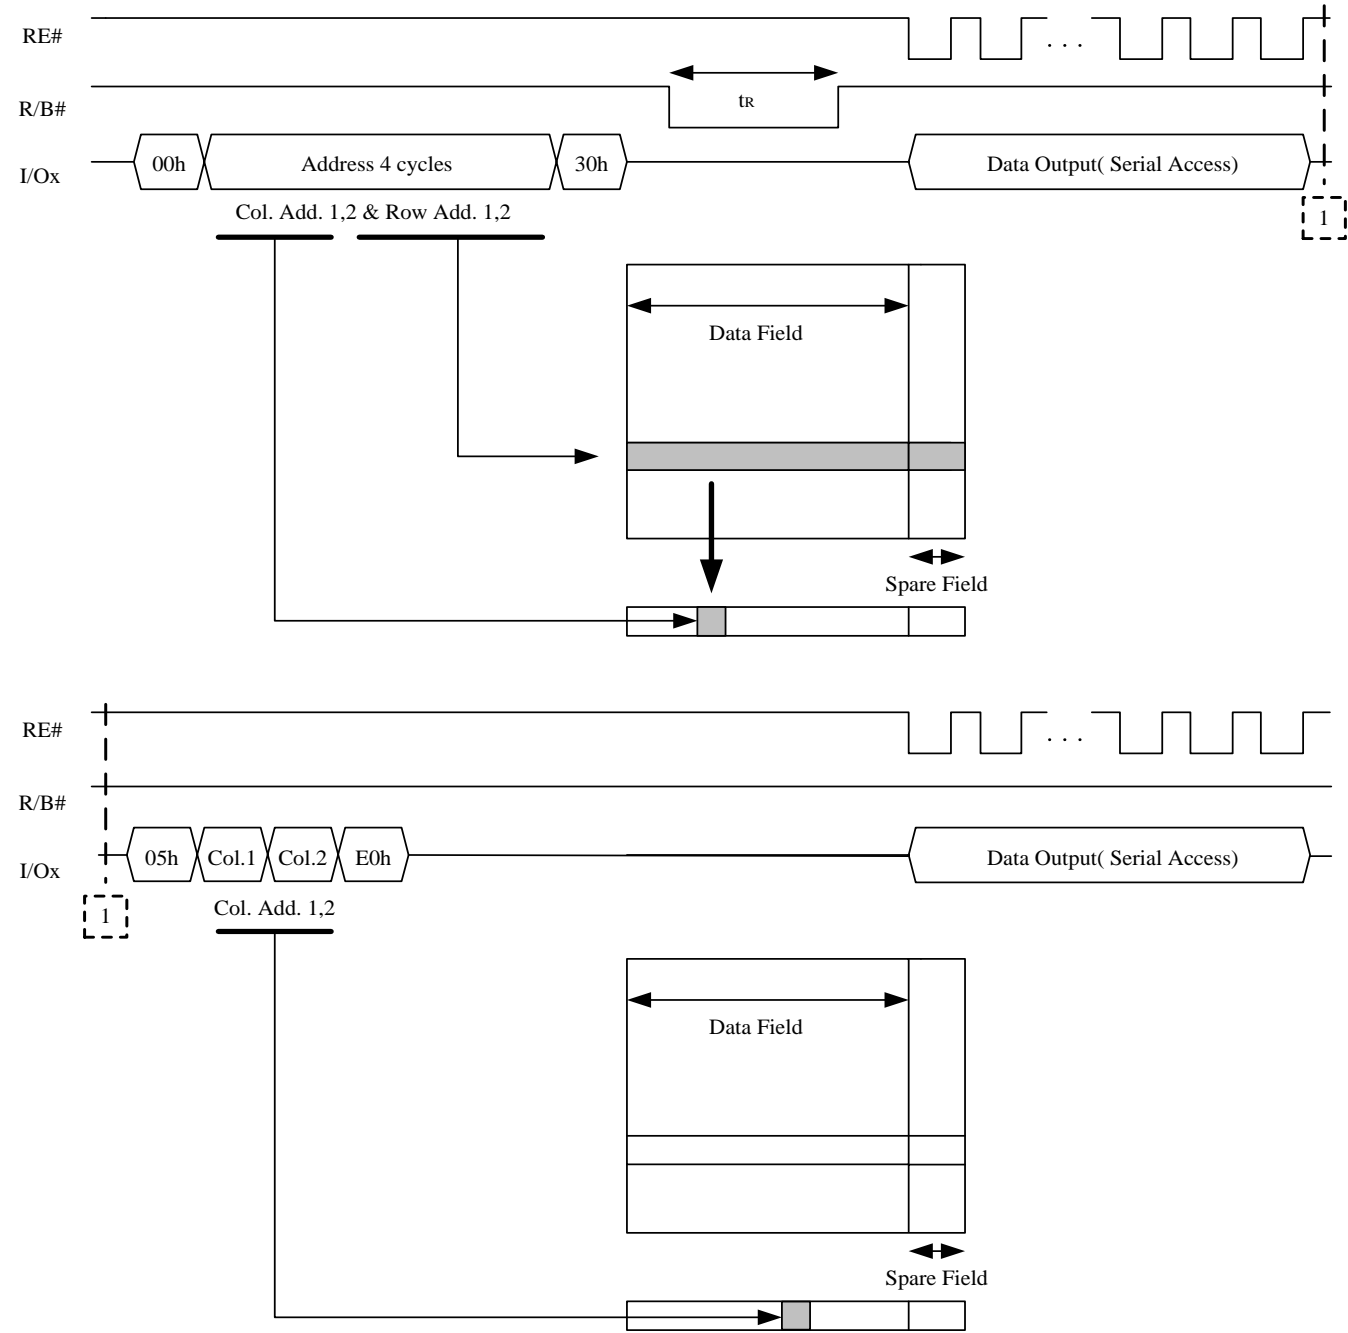 RE#
. . .
R/B#
tR
I/Ox
00h
Address 4 cycles
30h
Data Output( Serial Access)
Col. Add. 1,2 & Row Add. 1,2
1
Data Field
Spare Field
RE#
. . .
R/B#
I/Ox
05h
Col.1
Col.2
E0h
Data Output( Serial Access)
1
Col. Add. 1,2
Data Field
Spare Field